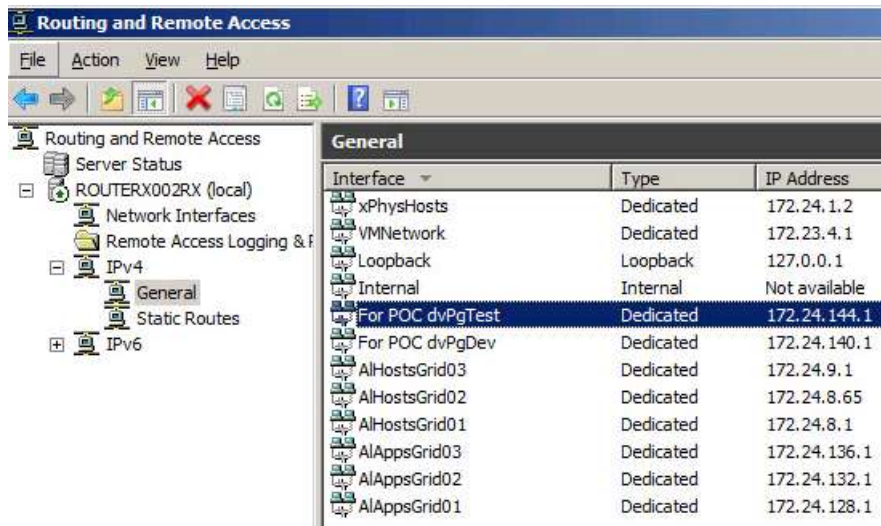 Routing and Remote Access
File Action View Help
Routing and Remote Access
Server Status
ROUTERX002RX (local)
Network Interfaces
Remote Access Logging &
IPv4
General
Static Routes
IPv6
General
Interface Type IP Address
xPhysHosts Dedicated 172.24.1.2
VMNetwork Dedicated 172.23.4.1
Loopback Loopback 127.0.0.1
Internal Internal Not available
For POC dvPgTest Dedicated 172.24.144.1
For POC dvPgDev Dedicated 172.24.140.1
AlHostsGrid03 Dedicated 172.24.9.1
AlHostsGrid02 Dedicated 172.24.8.65
AlHostsGrid01 Dedicated 172.24.8.1
AlAppsGrid03 Dedicated 172.24.136.1
AlAppsGrid02 Dedicated 172.24.132.1
AlAppsGrid01 Dedicated 172.24.128.1